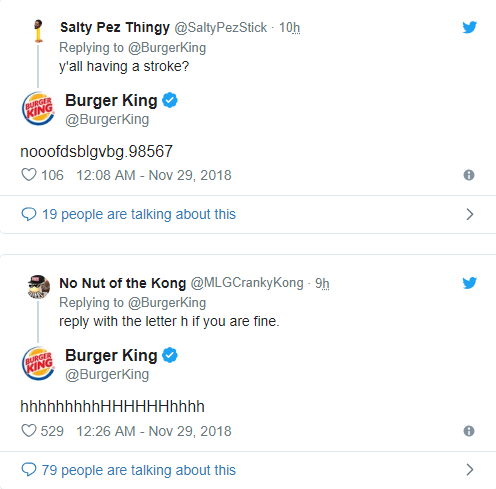 Salty Pez Thingy @SaltyPezStick · 10h
Replying to @BurgerKing
y'all having a stroke?
BURGER
KING
Burger King
@BurgerKing
nooofdsblgvbg.98567
106 12:08 AM - Nov 29, 2018
19 people are talking about this
No Nut of the Kong @MLGCrankyKong · 9h
Replying to @BurgerKing
reply with the letter h if you are fine.
BURGER
KING
Burger King
@BurgerKing
hhhhhhhhhHHHHHHhhhh
529 12:26 AM - Nov 29, 2018
79 people are talking about this